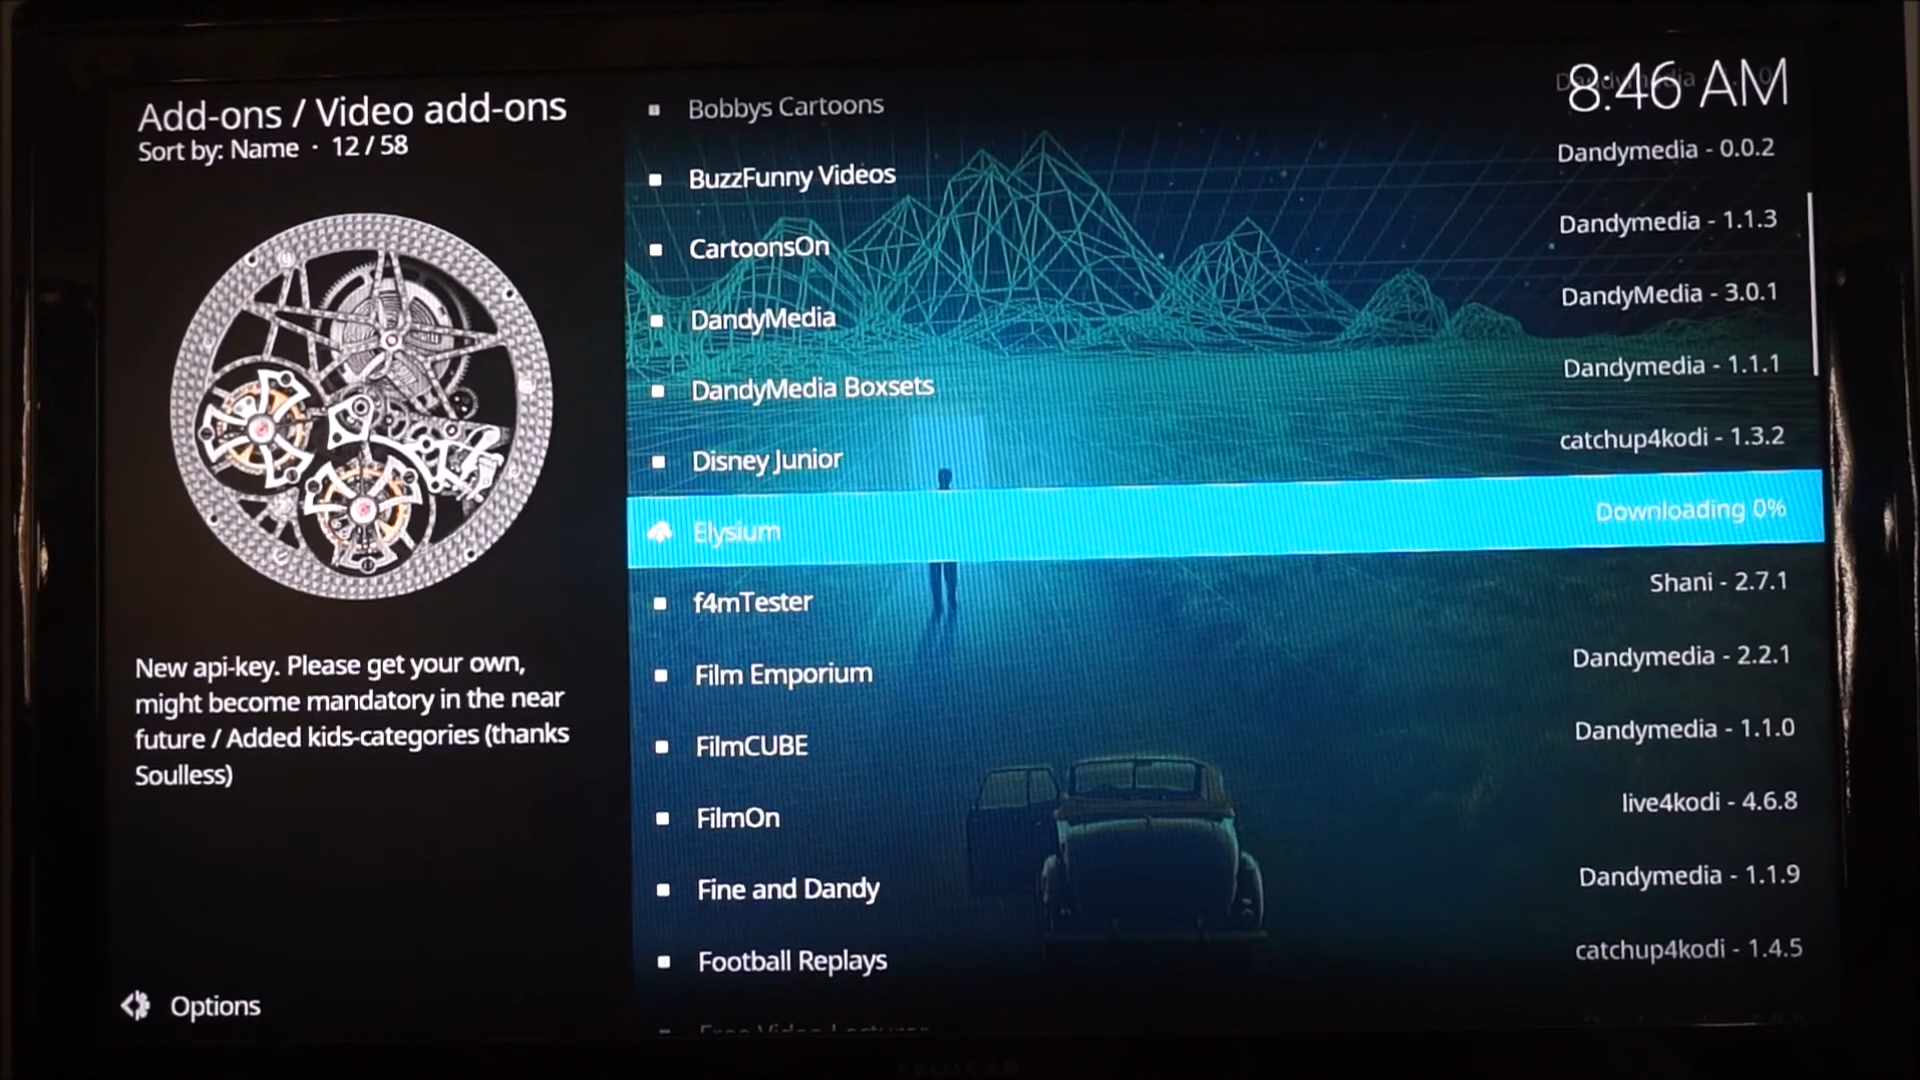 Add-ons / Video add-ons
Sort by: Name · 12 / 58
8:46 AM
Bobbys Cartoons
BuzzFunny Videos
Dandymedia - 0.0.2
CartoonsOn
Dandymedia - 1.1.3
DandyMedia
DandyMedia - 3.0.1
DandyMedia Boxsets
Dandymedia - 1.1.1
Disney Junior
catchup4kodi - 1.3.2
Elysium
Downloading 0%
f4mTester
Shani - 2.7.1
Film Emporium
Dandymedia - 2.2.1
FilmCUBE
Dandymedia - 1.1.0
FilmOn
live4kodi - 4.6.8
Fine and Dandy
Dandymedia - 1.1.9
Football Replays
catchup4kodi - 1.4.5
New api-key. Please get your own,
might become mandatory in the near
future / Added kids-categories (thanks
Soulless)
Options